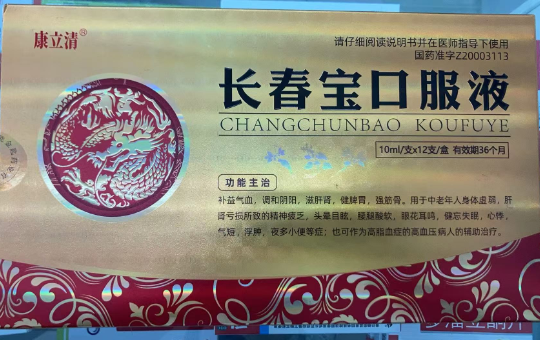 康立清®
请仔细阅读说明书并在医师指导下使用
国药准字Z20003113
长春宝口服液
CHANGCHUNBAO KOUFUYE
10ml/支x12支/盒 有效期36个月
功能主治
补益气血，调和阴阳，滋肝肾，健脾胃，强筋骨。用于中老年人身体虚弱，肝
肾亏损所致的精神疲乏，头晕目眩，腰腿酸软，眼花耳鸣，健忘失眠，心悸，
气短，浮肿，夜多小便等症；也可作为高脂血症的高血压病人的辅助治疗。